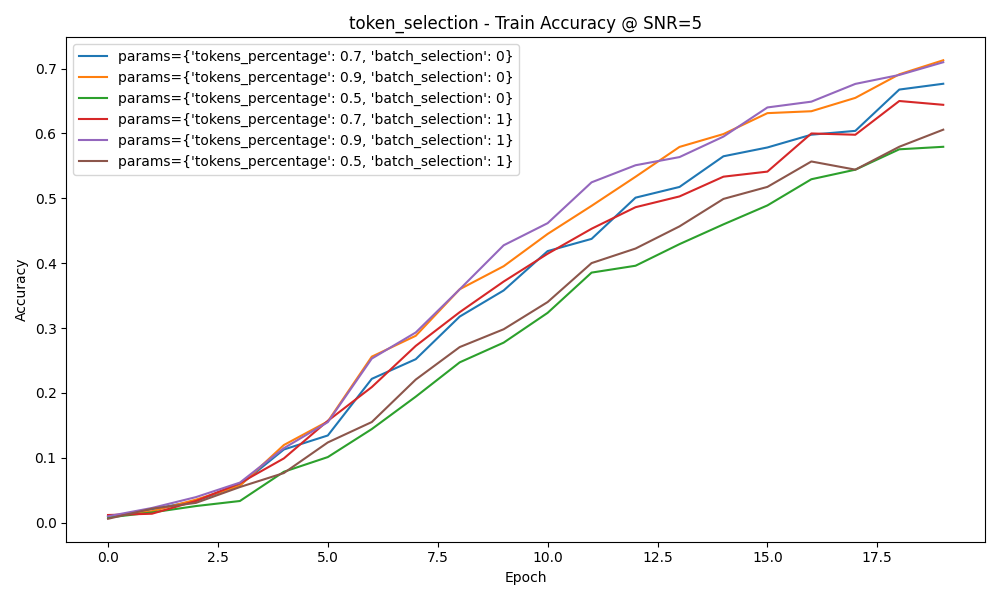 token_selection - Train Accuracy @ SNR=5
params={'tokens_percentage': 0.7, 'batch_selection': 0}
params={'tokens_percentage': 0.9, 'batch_selection': 0}
params={'tokens_percentage': 0.5, 'batch_selection': 0}
params={'tokens_percentage': 0.7, 'batch_selection': 1}
params={'tokens_percentage': 0.9, 'batch_selection': 1}
params={'tokens_percentage': 0.5, 'batch_selection': 1}
0.7
0.6
0.5
0.4
0.3
0.2
0.1
0.0
Accuracy
0.0 2.5 5.0 7.5 10.0 12.5 15.0 17.5
Epoch